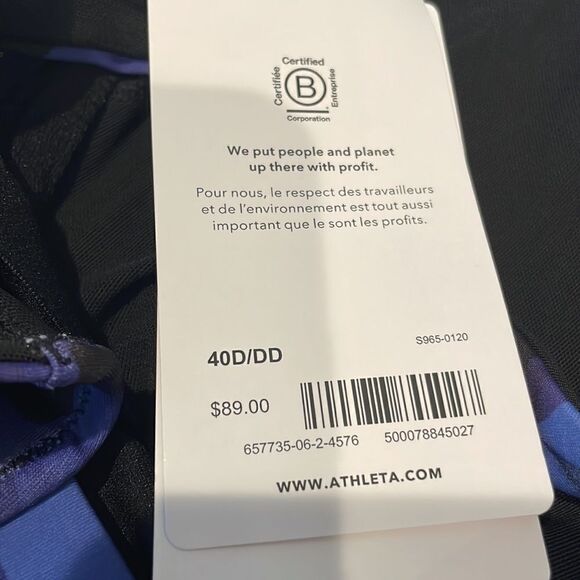 Certified
Certifiée
B
Entreprise
Corporation
We put people and planet
up there with profit.
Pour nous, le respect des travailleurs
et de l'environnement est tout aussi
important que le sont les profits.
S965-0120
40D/DD
$89.00
657735-06-2-4576 500078845027
WWW.ATHLETA.COM